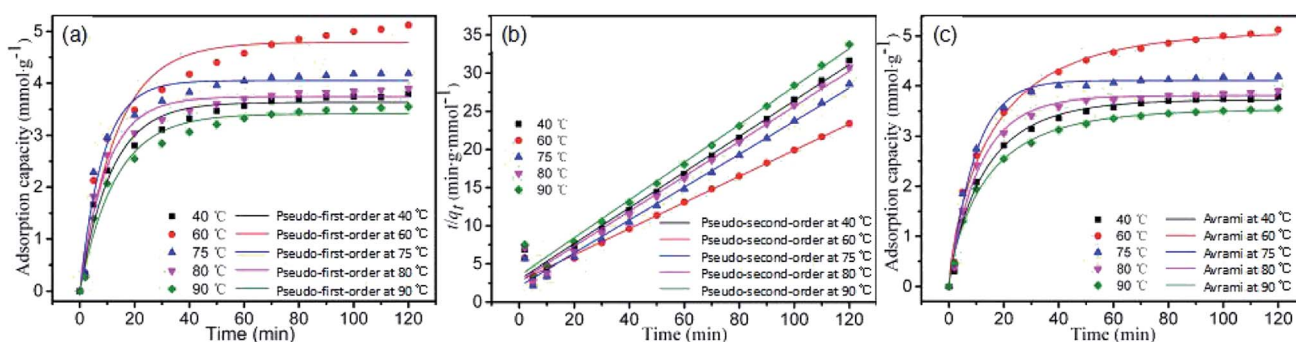 (a)
Adsorption capacity (mmol·g⁻¹)
5
4
3
2
1
0
40 ℃
60 ℃
75 ℃
80 ℃
90 ℃
Pseudo-first-order at 40 ℃
Pseudo-first-order at 60 ℃
Pseudo-first-order at 75 ℃
Pseudo-first-order at 80 ℃
Pseudo-first-order at 90 ℃
0 20 40 60 80 100 120
Time (min)
(b)
t/qt (min·g·mmol⁻¹)
35
30
25
20
15
10
5
0
40 ℃
60 ℃
75 ℃
80 ℃
90 ℃
Pseudo-second-order at 40 ℃
Pseudo-second-order at 60 ℃
Pseudo-second-order at 75 ℃
Pseudo-second-order at 80 ℃
Pseudo-second-order at 90 ℃
0 20 40 60 80 100 120
Time (min)
(c)
Adsorption capacity (mmol·g⁻¹)
5
4
3
2
1
0
40 ℃
60 ℃
75 ℃
80 ℃
90 ℃
Avrami at 40 ℃
Avrami at 60 ℃
Avrami at 75 ℃
Avrami at 80 ℃
Avrami at 90 ℃
0 20 40 60 80 100 120
Time (min)